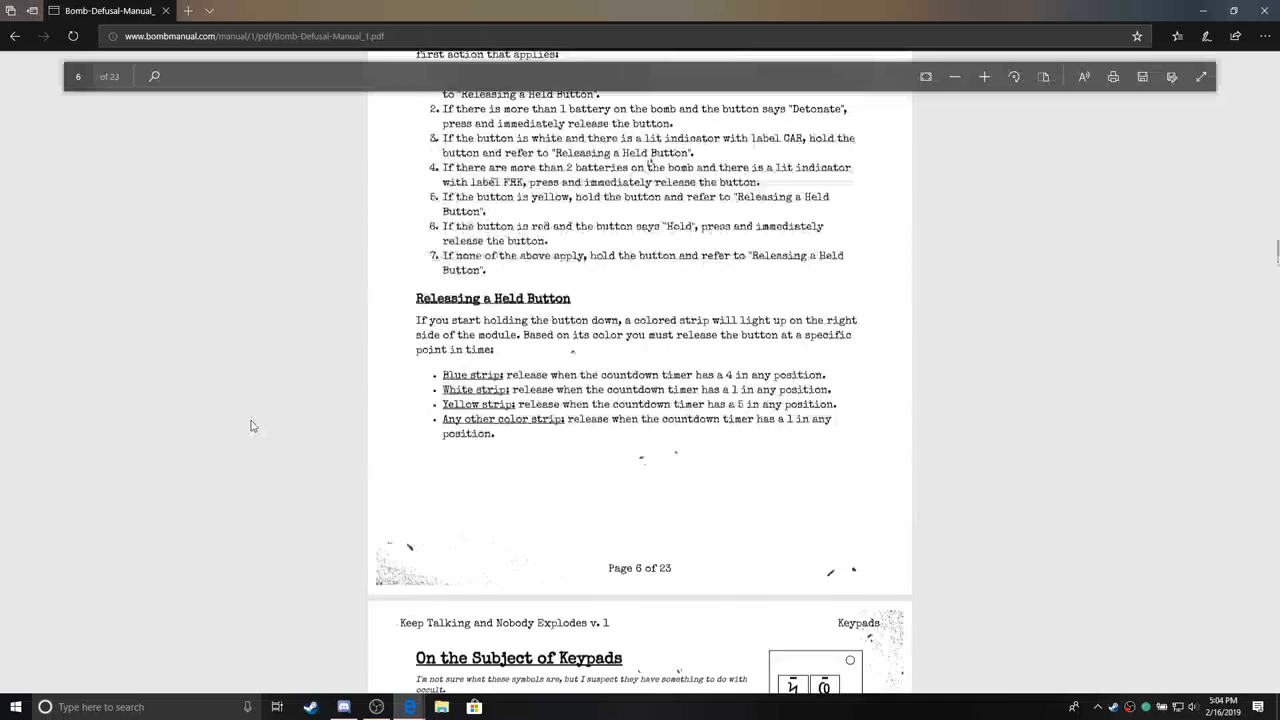 Bomb-Defusal-Manual_
www.bombmanual.com/manual/1/pdf/Bomb-Defusal-Manual_1.pdf
first action that applies:
6 of 23
to "Releasing a Held Button".
2. If there is more than 1 battery on the bomb and the button says "Detonate",
press and immediately release the button.
3. If the button is white and there is a lit indicator with label CAR, hold the
button and refer to "Releasing a Held Button".
4. If there are more than 2 batteries on the bomb and there is a lit indicator
with label FRK, press and immediately release the button.
5. If the button is yellow, hold the button and refer to "Releasing a Held
Button".
6. If the button is red and the button says "Hold", press and immediately
release the button.
7. If none of the above apply, hold the button and refer to "Releasing a Held
Button".
Releasing a Held Button
If you start holding the button down, a colored strip will light up on the right
side of the module. Based on its color you must release the button at a specific
point in time:
• Blue strip: release when the countdown timer has a 4 in any position.
• White strip: release when the countdown timer has a 1 in any position.
• Yellow strip: release when the countdown timer has a 5 in any position.
• Any other color strip: release when the countdown timer has a 1 in any
position.
Page 6 of 23
Keep Talking and Nobody Explodes v. 1 Keypads
On the Subject of Keypads
I'm not sure what these symbols are, but I suspect they have something to do with
occult.
Type here to search
5:04 PM
2/16/2019